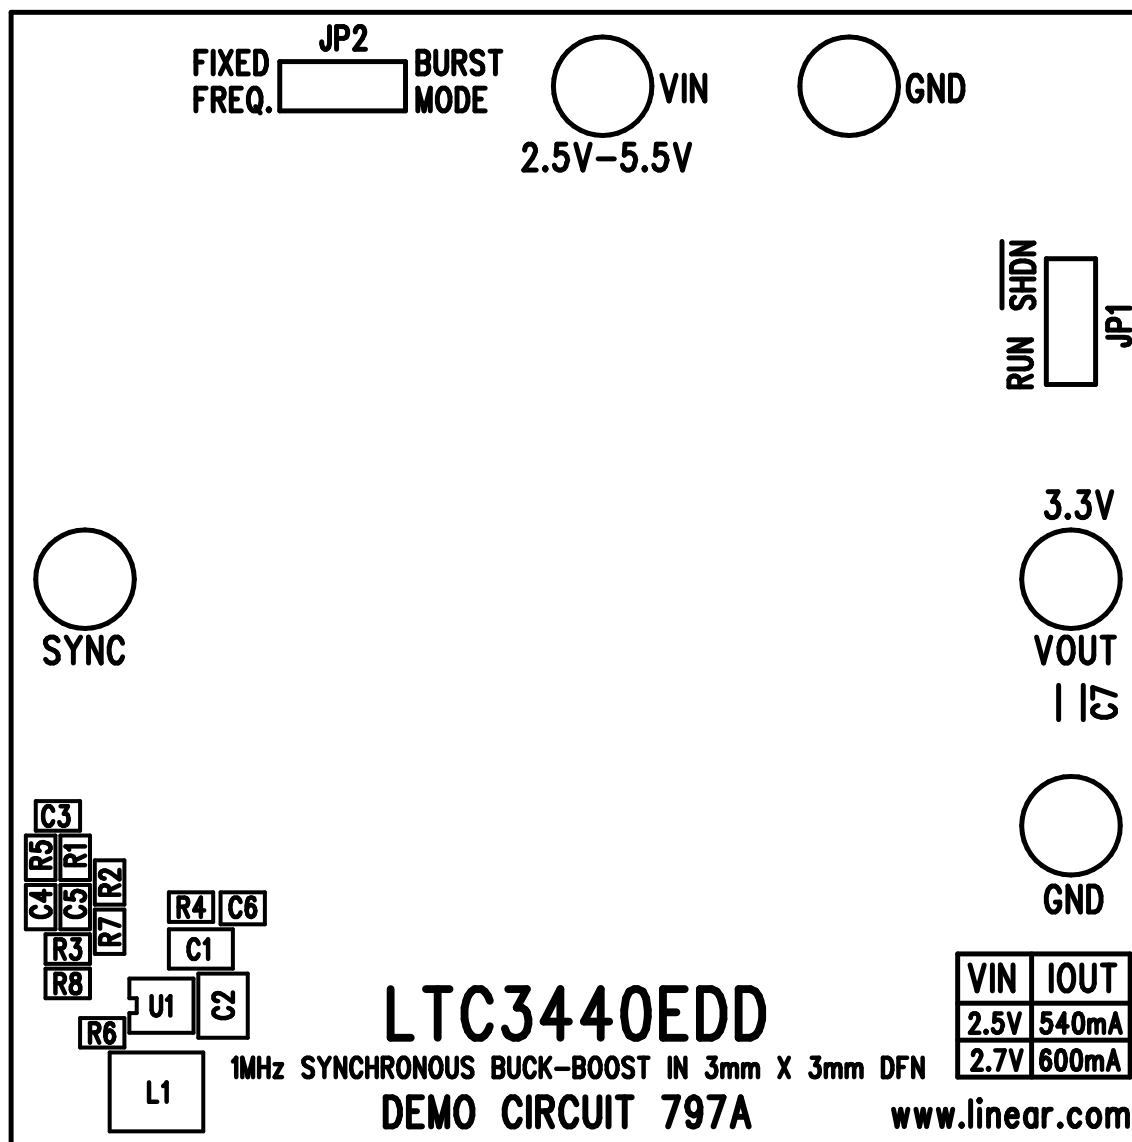 JP2
FIXED FREQ.
BURST MODE
VIN
2.5V-5.5V
GND
SHDN
RUN
JP1
3.3V
VOUT
C7
SYNC
GND
C3
R5
R1
R2
C4
C5
R7
R3
R8
R4
C6
C1
U1
C2
R6
L1
LTC3440EDD
1MHz SYNCHRONOUS BUCK-BOOST IN 3mm X 3mm DFN
DEMO CIRCUIT 797A
VIN IOUT
2.5V 540mA
2.7V 600mA
www.linear.com